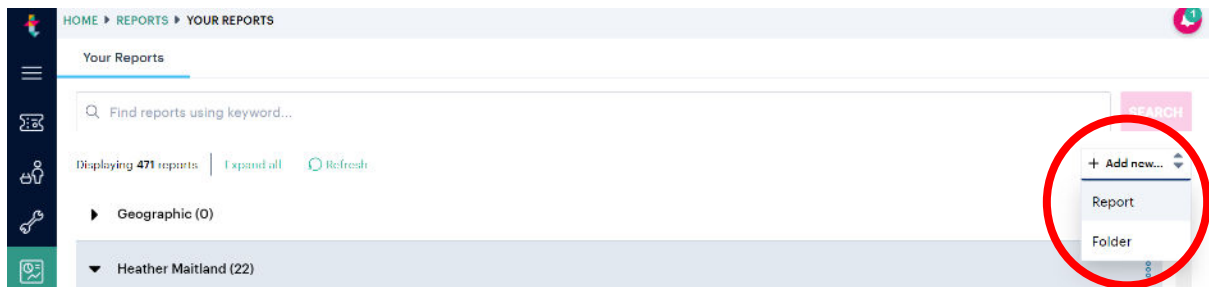 HOME ▶ REPORTS ▶ YOUR REPORTS
1
Your Reports
Find reports using keyword...
SEARCH
Displaying 471 reports | Expand all Refresh
+ Add new...
Report
Geographic (0)
Folder
Heather Maitland (22)